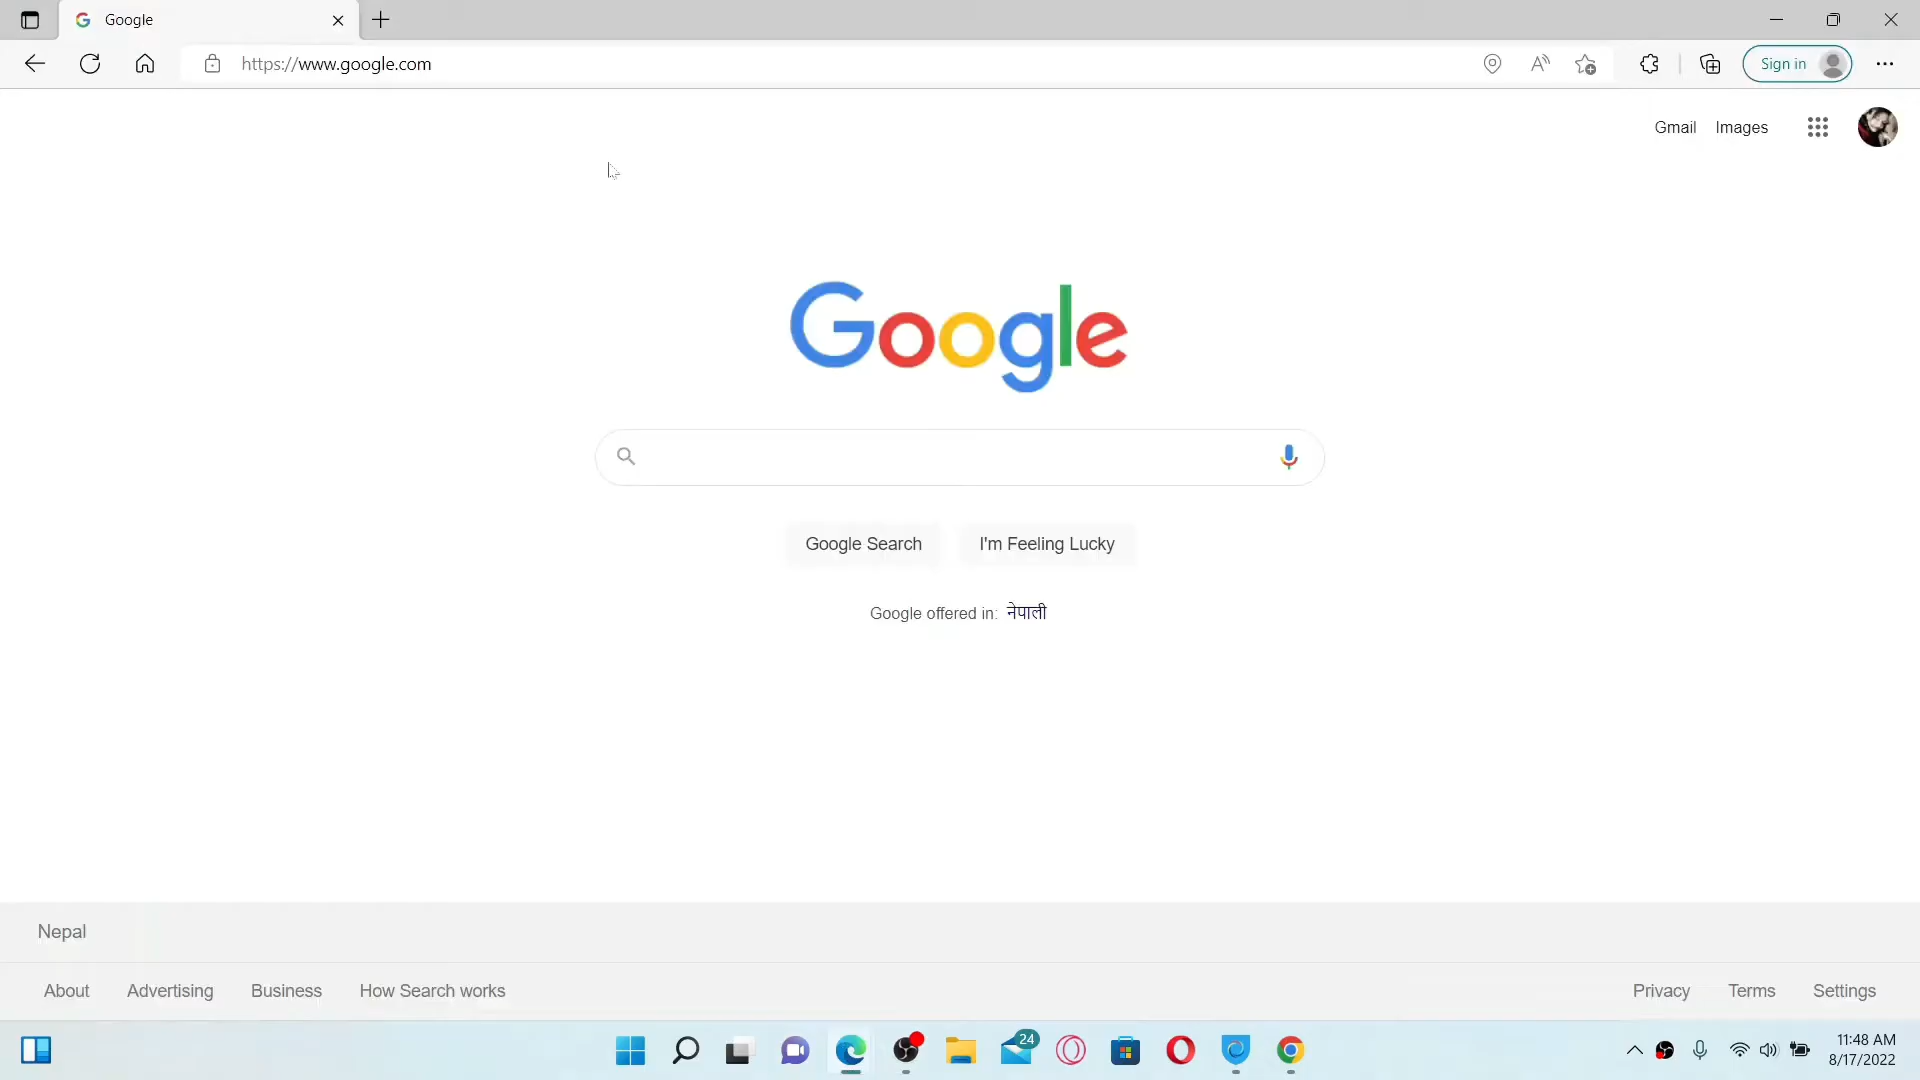 Google
https://www.google.com
Sign in
Gmail Images
Google
Google Search I'm Feeling Lucky
Google offered in: नेपाली
Nepal
About Advertising Business How Search works Privacy Terms Settings
24
11:48 AM
8/17/2022